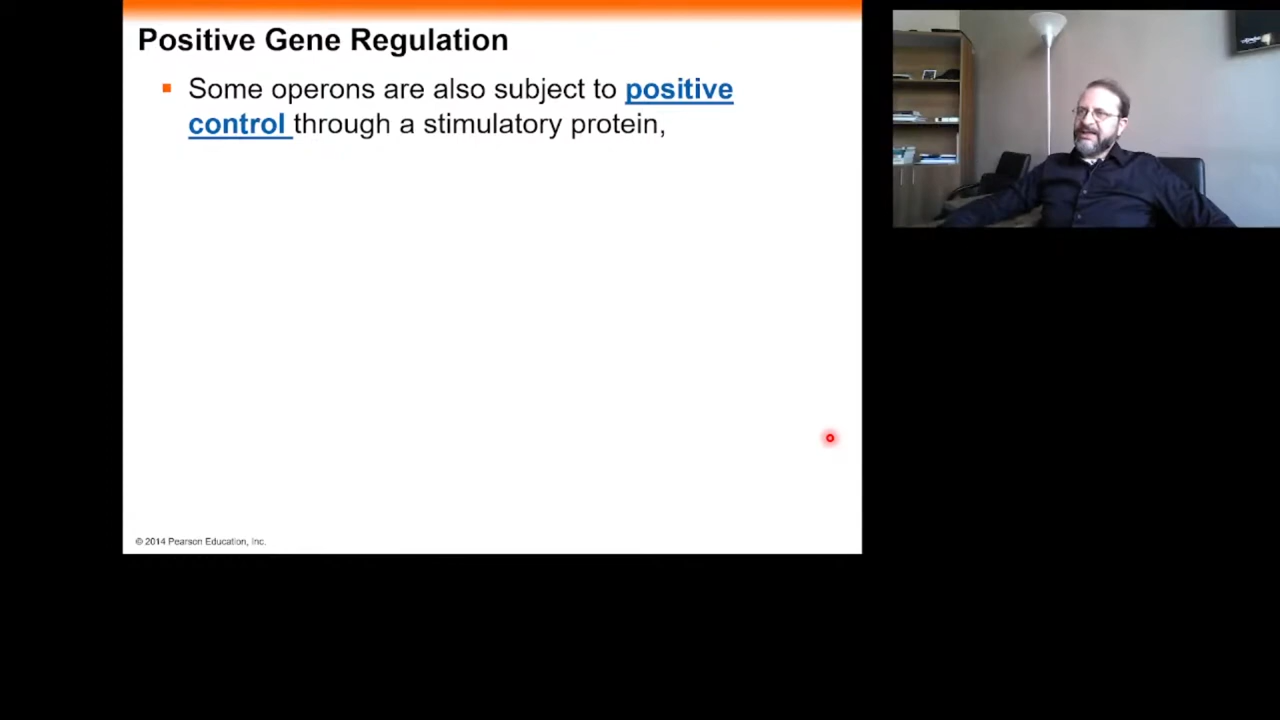 Positive Gene Regulation
Some operons are also subject to positive
control through a stimulatory protein,
© 2014 Pearson Education, Inc.